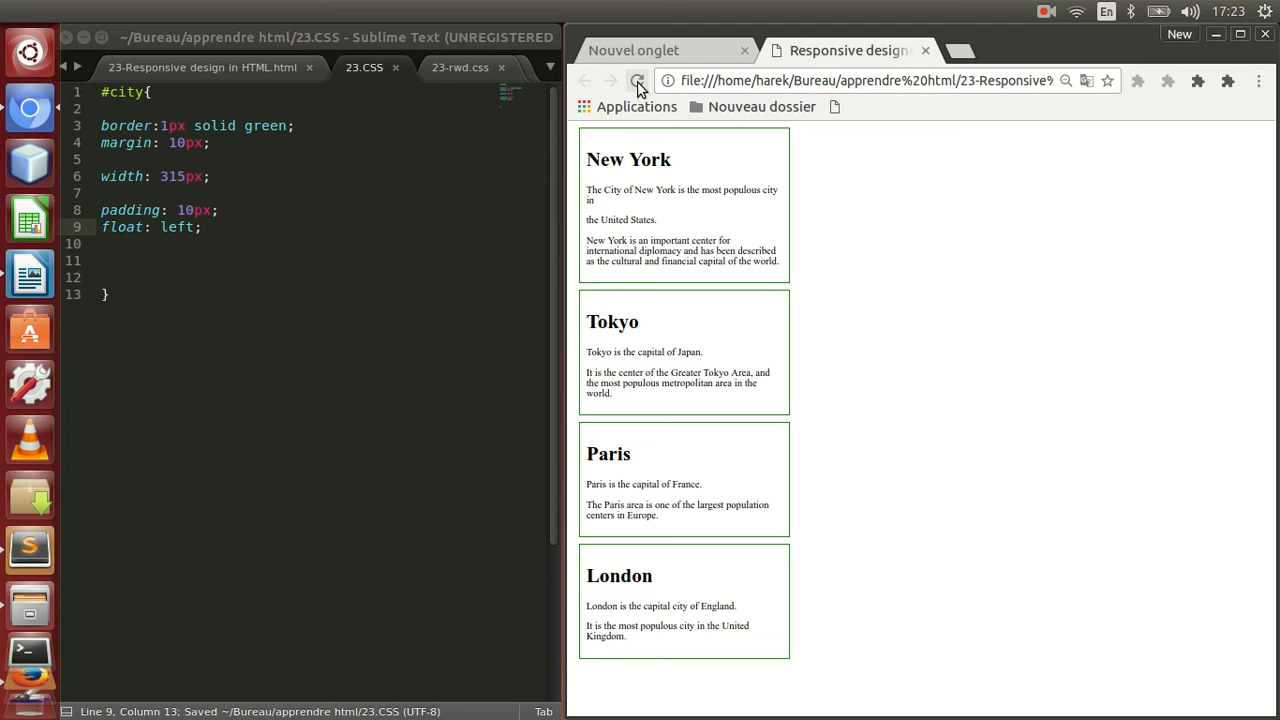 En
17:23
~/Bureau/apprendre html/23.CSS - Sublime Text (UNREGISTERED
New
23-Responsive design in HTML.html
23.CSS
23-rwd.css
Nouvel onglet
Responsive designe
file:///home/harek/Bureau/apprendre%20html/23-Responsive%
Applications
Nouveau dossier
1 #city{
2
3 border:1px solid green;
4 margin: 10px;
5
6 width: 315px;
7
8 padding: 10px;
9 float: left;
10
11
12
13 }
New York
The City of New York is the most populous city
in
the United States.
New York is an important center for
international diplomacy and has been described
as the cultural and financial capital of the world.
Tokyo
Tokyo is the capital of Japan.
It is the center of the Greater Tokyo Area, and
the most populous metropolitan area in the
world.
Paris
Paris is the capital of France.
The Paris area is one of the largest population
centers in Europe.
London
London is the capital city of England.
It is the most populous city in the United
Kingdom.
Line 9, Column 13; Saved ~/Bureau/apprendre html/23.CSS (UTF-8)
Tab